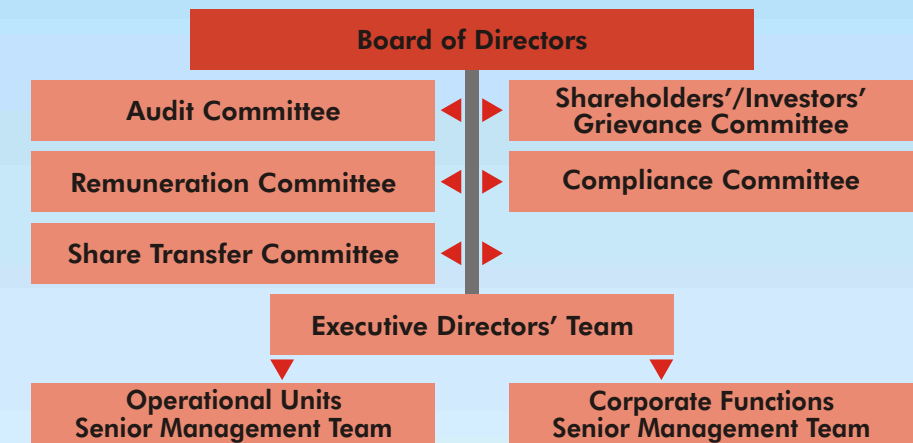 Board of Directors
Audit Committee
Shareholders’/Investors’
Grievance Committee
Remuneration Committee
Compliance Committee
Share Transfer Committee
Executive Directors’ Team
Operational Units
Senior Management Team
Corporate Functions
Senior Management Team